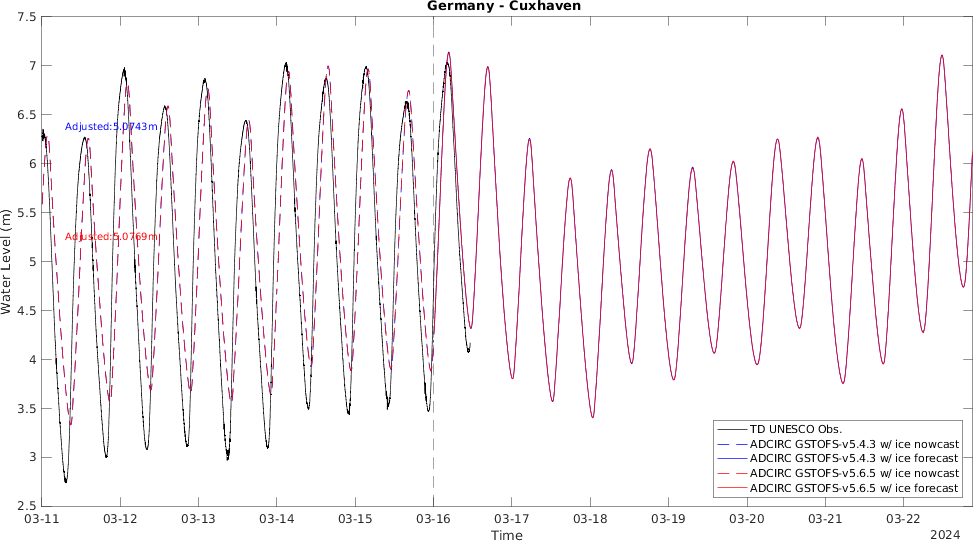 Germany - Cuxhaven
7.5
7
6.5
6
5.5
5
4.5
4
3.5
3
2.5
Water Level (m)
Adjusted:5.0743m
Adjusted:5.0769m
TD UNESCO Obs.
ADCIRC GSTOFS-v5.4.3 w/ ice nowcast
ADCIRC GSTOFS-v5.4.3 w/ ice forecast
ADCIRC GSTOFS-v5.6.5 w/ ice nowcast
ADCIRC GSTOFS-v5.6.5 w/ ice forecast
03-11 03-12 03-13 03-14 03-15 03-16 03-17 03-18 03-19 03-20 03-21 03-22
Time
2024